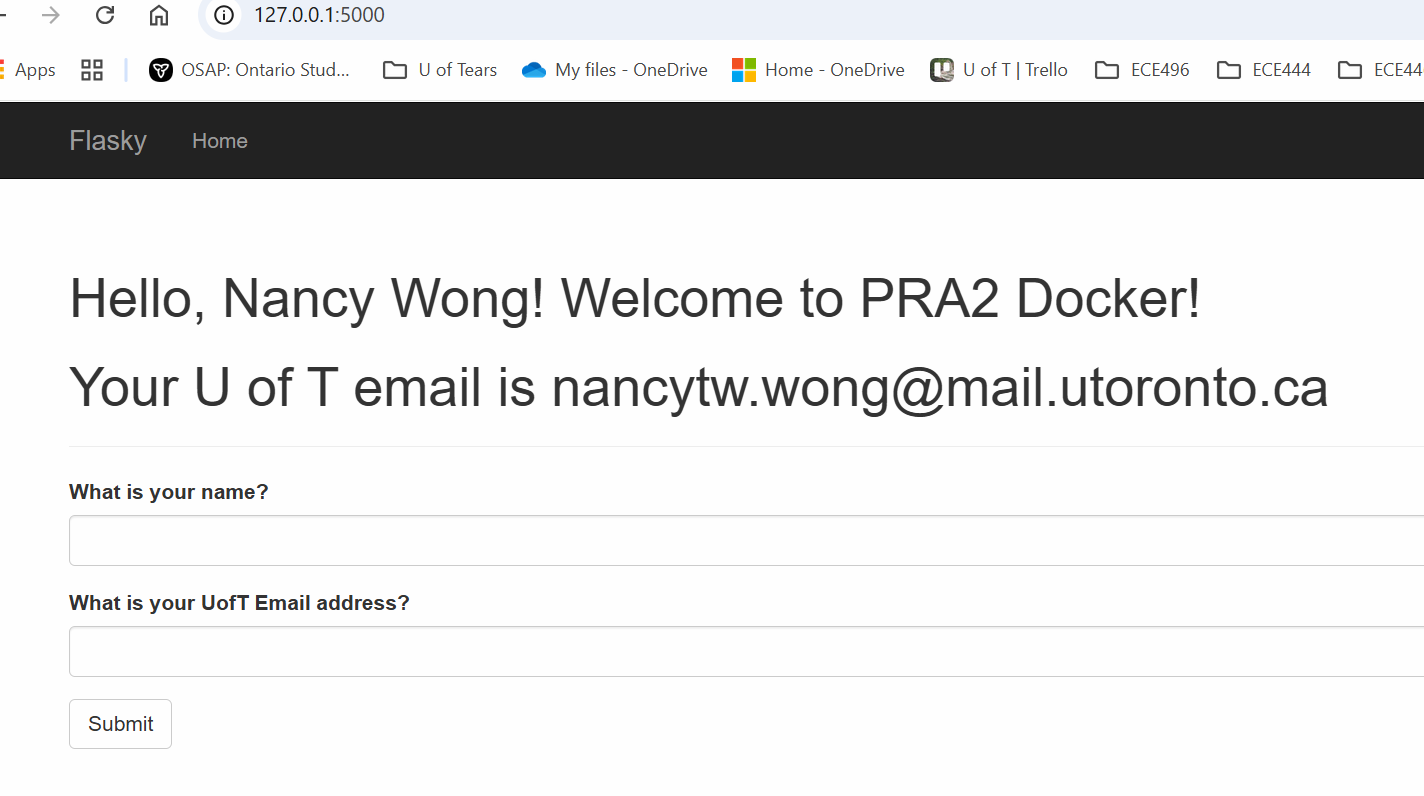 127.0.0.1:5000
Apps OSAP: Ontario Stud... U of Tears My files - OneDrive Home - OneDrive U of T | Trello ECE496 ECE444 ECE44
Flasky Home
Hello, Nancy Wong! Welcome to PRA2 Docker!
Your U of T email is nancytw.wong@mail.utoronto.ca
What is your name?
What is your UofT Email address?
Submit